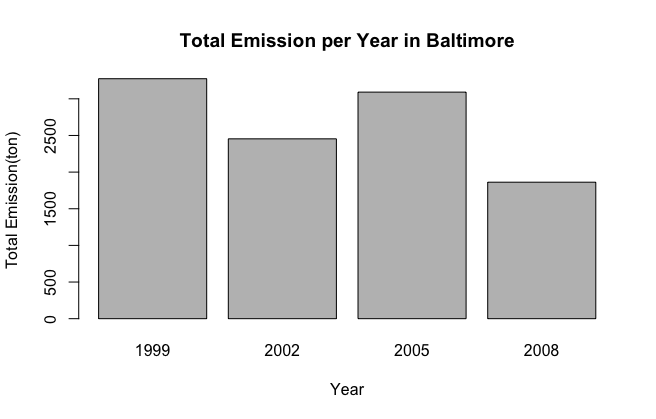 Total Emission per Year in Baltimore
Total Emission(ton)
2500
1500
500
0
1999 2002 2005 2008
Year